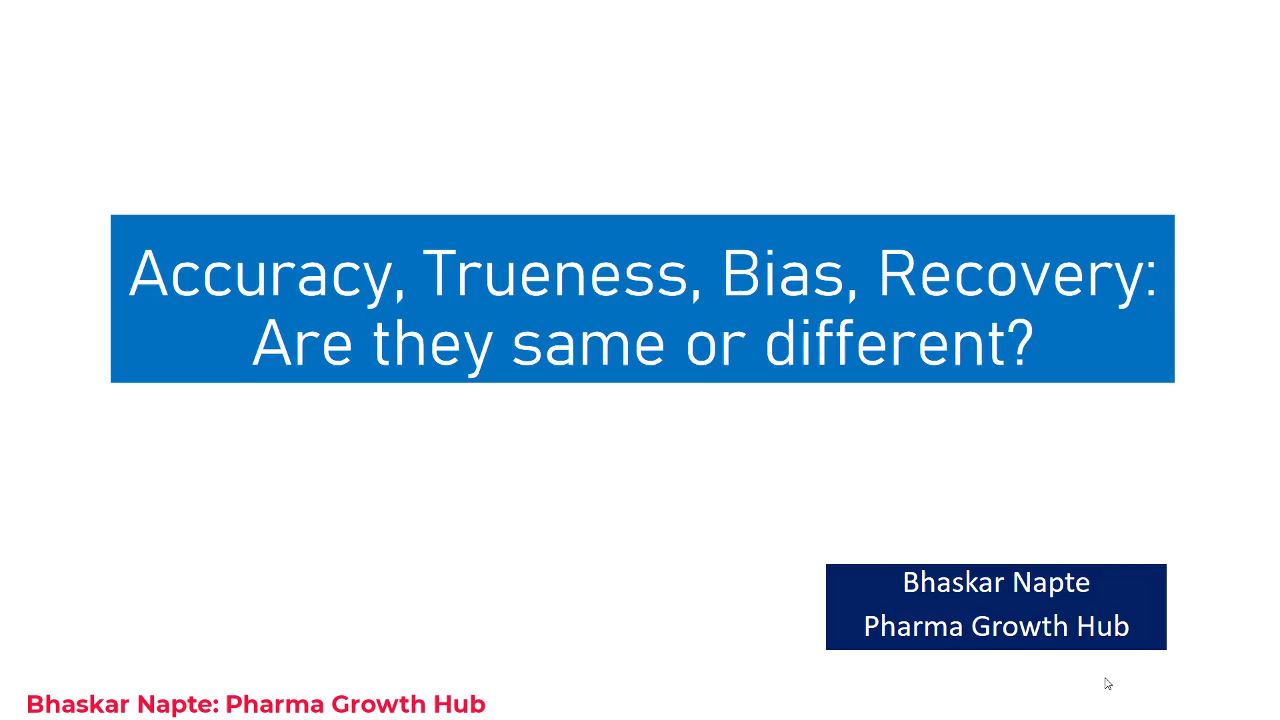 Accuracy, Trueness, Bias, Recovery:
Are they same or different?
Bhaskar Napte
Pharma Growth Hub
Bhaskar Napte: Pharma Growth Hub